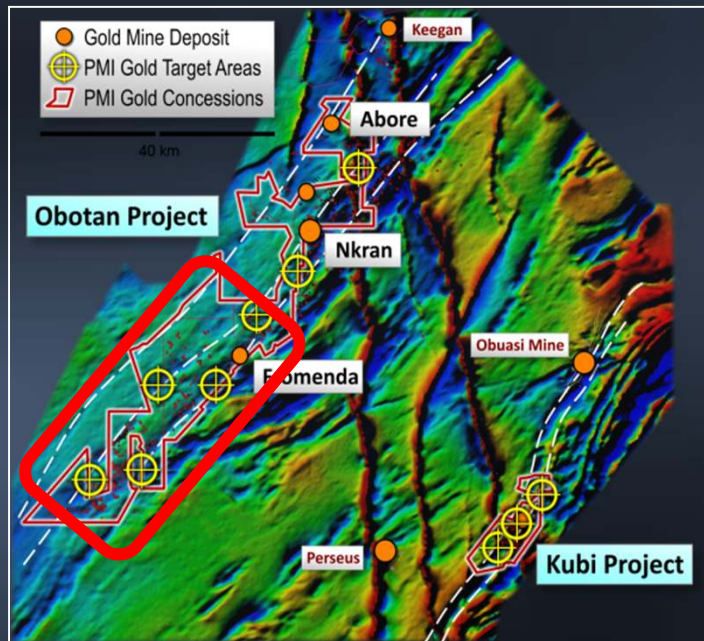 Gold Mine Deposit
PMI Gold Target Areas
PMI Gold Concessions
40 km
Keegan
Abore
Obotan Project
Nkran
Obuasi Mine
Perseus
Kubi Project